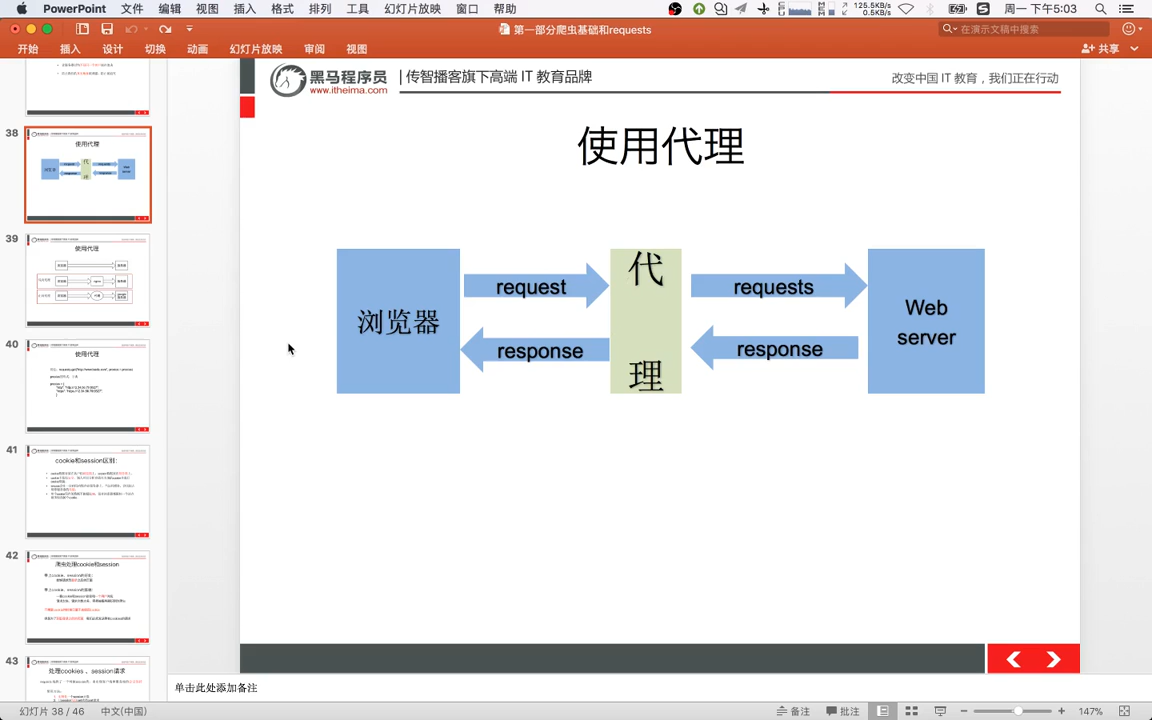 PowerPoint 文件 编辑 视图 插入 格式 排列 工具 幻灯片放映 窗口 帮助
125.5KB/s
0.5KB/s
周一 下午5:03
第一部分爬虫基础和requests
在演示文稿中搜索
开始 插入 设计 切换 动画 幻灯片放映 审阅 视图
共享
38
使用代理
39
使用代理
40
使用代理
41
cookie和session区别:
42
爬虫处理cookie和session
43
处理cookies 、session请求
黑马程序员
www.itheima.com
| 传智播客旗下高端 IT 教育品牌
改变中国 IT 教育，我们正在行动
使用代理
浏览器
request
response
代
理
requests
response
Web
server
单击此处添加备注
幻灯片 38 / 46 中文(中国)
备注 批注 147%